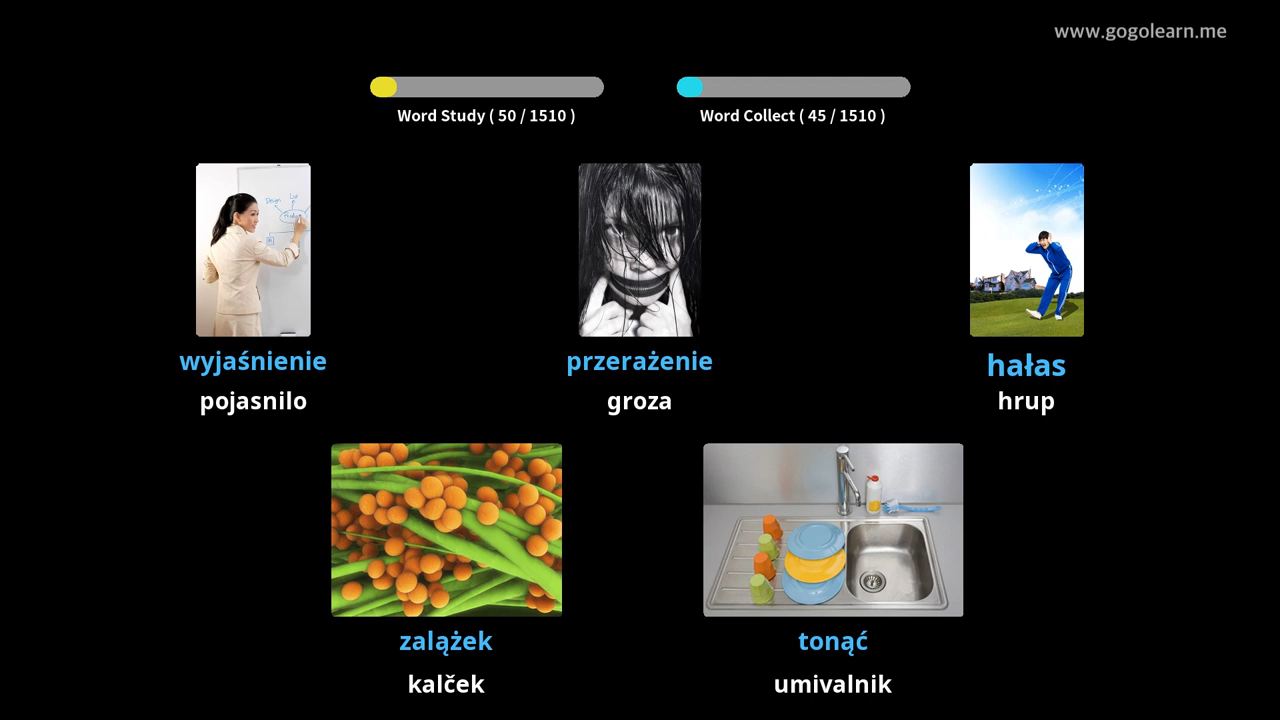 www.gogolearn.me
Word Study ( 50 / 1510 )
Word Collect ( 45 / 1510 )
wyjaśnienie
pojasnilo
przerażenie
groza
hałas
hrup
zalążek
kalček
tonąć
umivalnik